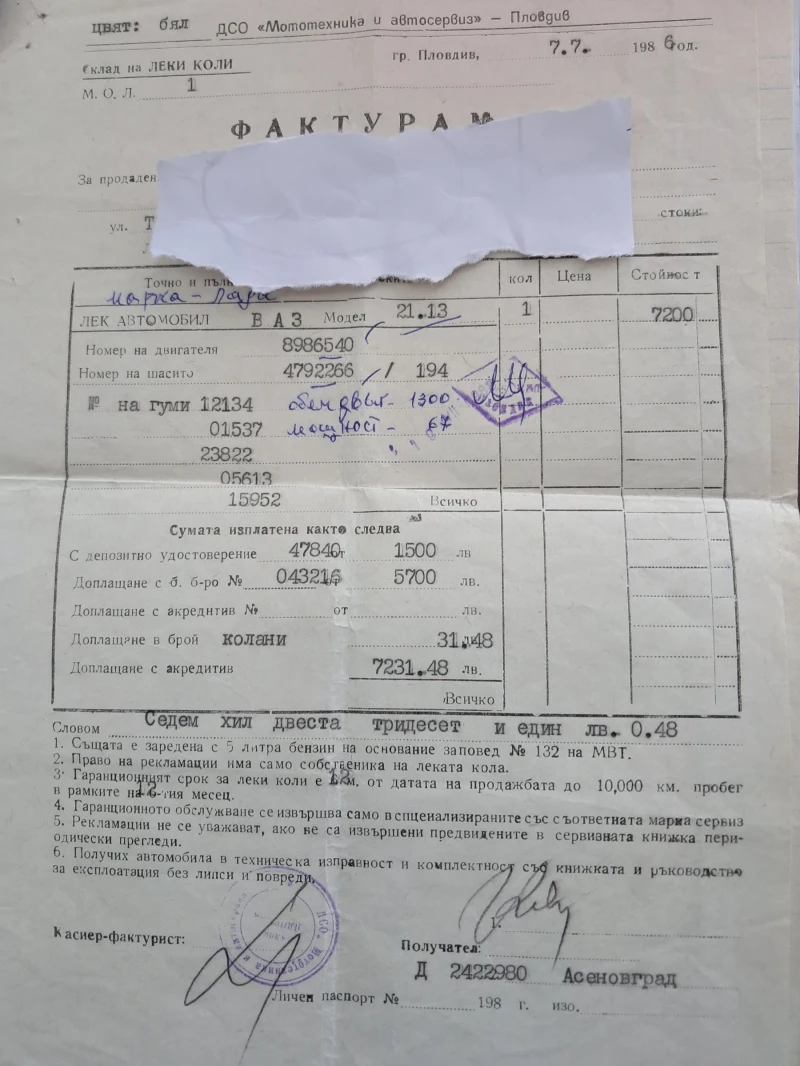 цвят: бял ДСО «Мототехника и автосервиз» — Пловдив
Склад на ЛЕКИ КОЛИ гр. Пловдив, 7.7. 1986 од.
М. О. Л. 1
ФАКТУРА
За продаден
ул. Т стоки:
Точно и пълн кол Цена Стойност
марка - Лада
ЛЕК АВТОМОБИЛ ВАЗ Модел 21.13 1 7200
Номер на двигателя 8986540
Номер на шасито 4792266 / 194
№ на гуми 12134 обем двиг. - 1300
01537 мощност - 67
23822
05613
15952 Всичко
Сумата изплатена както следва
С депозитно удостоверение 47840 от 1500 лв
Доплащане с б. б-ро № 043216 5700 лв.
Доплащане с акредитив № от лв.
Доплащане в брой колани 31.48
Доплащане с акредитив 7231.48 лв.
Всичко
Словом Седем хил двеста тридесет и един лв. 0.48
1. Същата е заредена с 5 литра бензин на основание заповед № 132 на МВТ.
2. Право на рекламации има само собственика на леката кола.
3. Гаранционният срок за леки коли е 12 м. от датата на продажбата до 10,000 км. пробег
в рамките на 12-тия месец.
4. Гаранционното обслужване се извършва само в специализираните със съответната марка сервиз
5. Рекламации не се уважават, ако не са извършени предвидените в сервизната книжка пери-
одически прегледи.
6. Получих автомобила в техническа изправност и комплектност със книжката и ръководство
за експлоатация без липси и повреди.
Касиер-фактурист:
Получател:
Д 2422980 Асеновград
Личен паспорт № 198 г. изо.